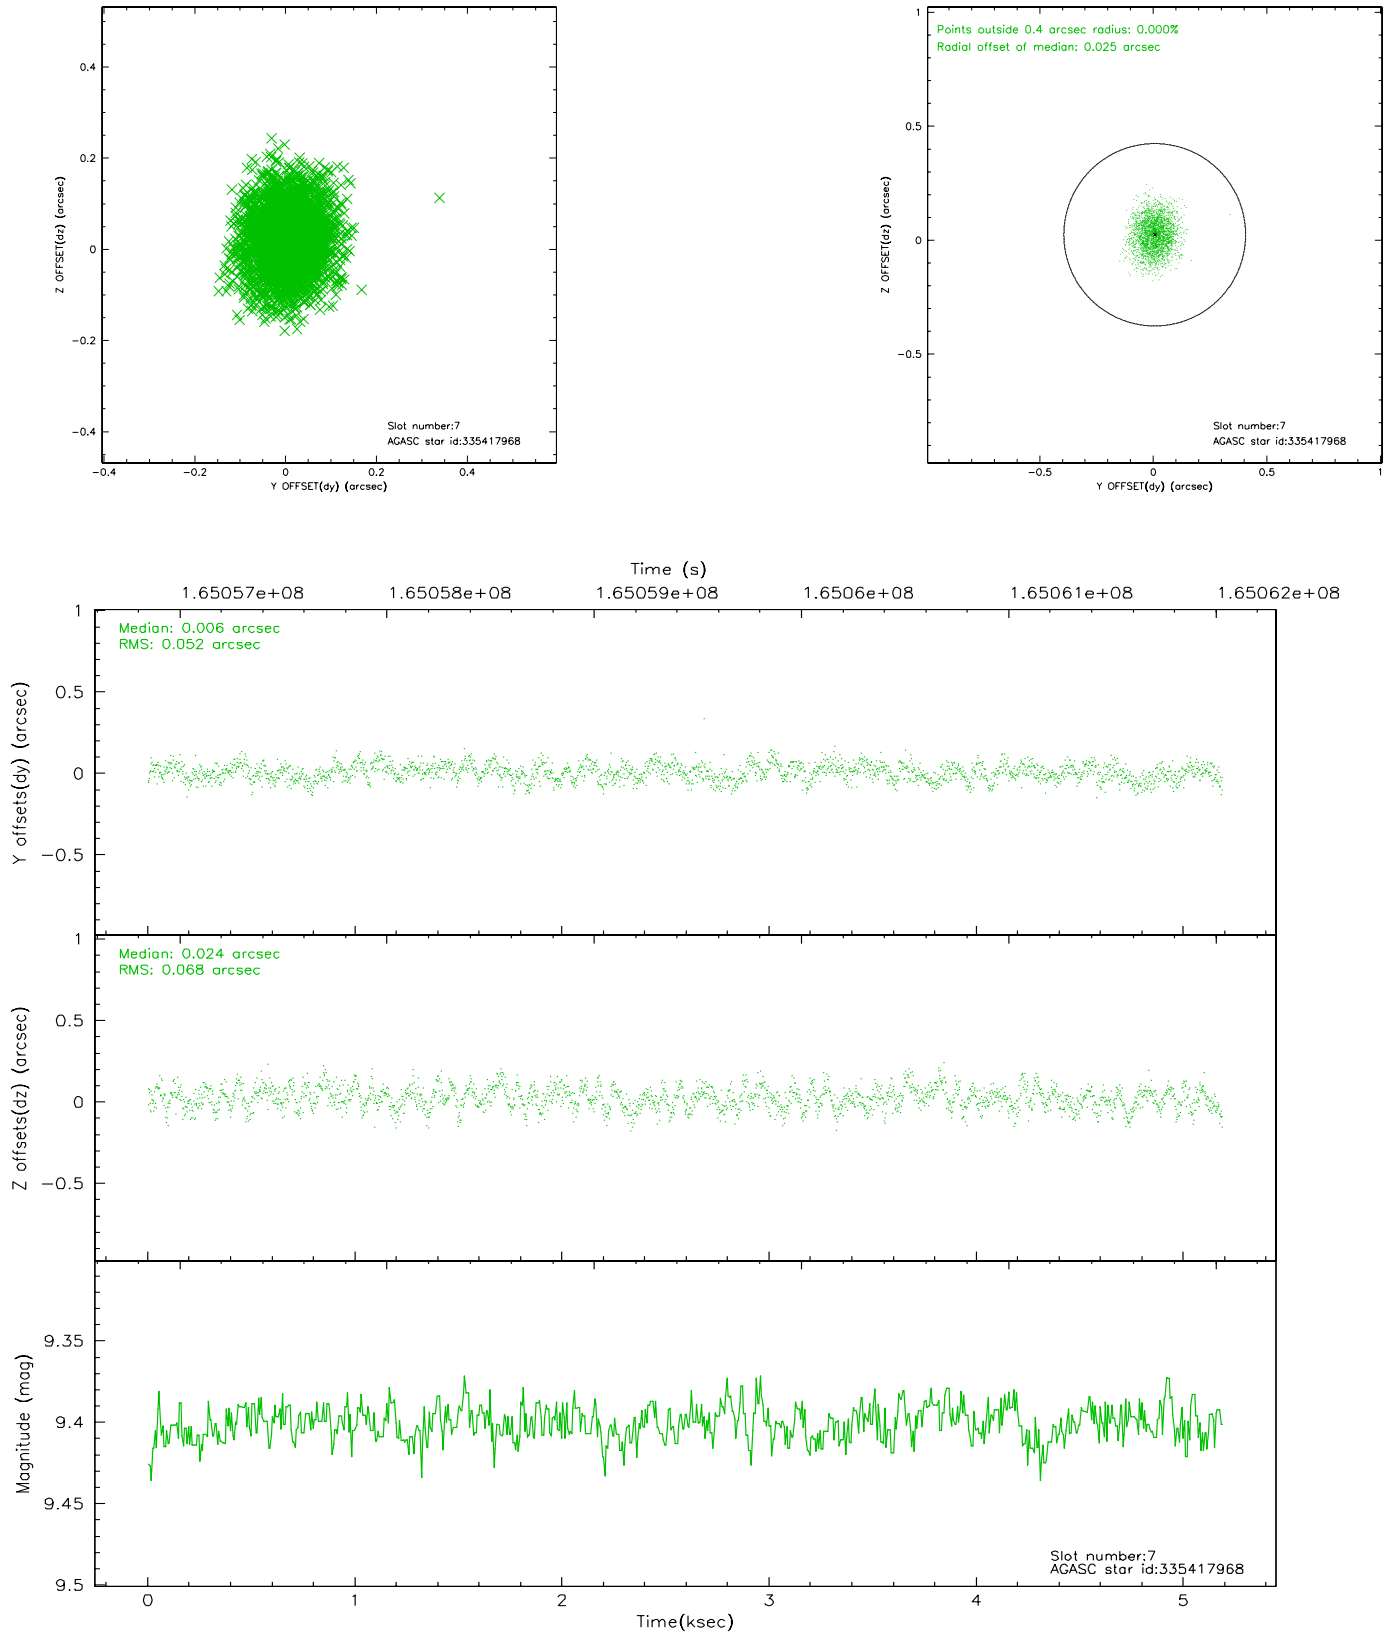 0.4
0.2
0
−0.2
−0.4
Z OFFSET(dz) (arcsec)
Slot number:7
AGASC star id:335417968
−0.4 −0.2 0 0.2 0.4
Y OFFSET(dy) (arcsec)
Points outside 0.4 arcsec radius: 0.000%
Radial offset of median: 0.025 arcsec
1
0.5
0
−0.5
Z OFFSET(dz) (arcsec)
Slot number:7
AGASC star id:335417968
−0.5 0 0.5 1
Y OFFSET(dy) (arcsec)
Time (s)
1.65057e+08 1.65058e+08 1.65059e+08 1.6506e+08 1.65061e+08 1.65062e+08
Median: 0.006 arcsec
RMS: 0.052 arcsec
1
0.5
0
−0.5
Y offsets(dy) (arcsec)
Median: 0.024 arcsec
RMS: 0.068 arcsec
1
0.5
0
−0.5
Z offsets(dz) (arcsec)
9.35
9.4
9.45
9.5
Magnitude (mag)
Slot number:7
AGASC star id:335417968
0 1 2 3 4 5
Time(ksec)